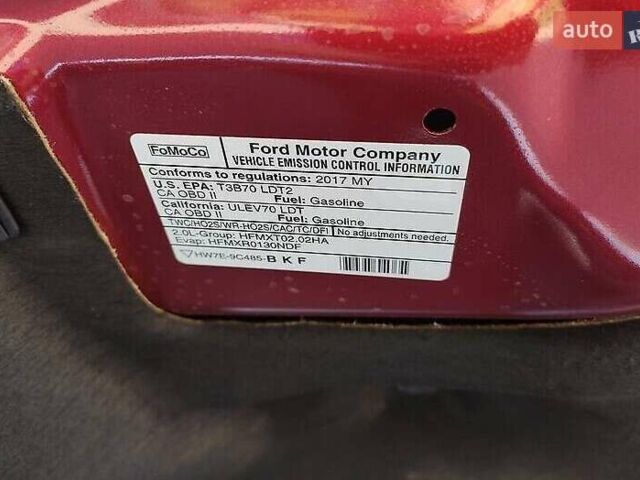 auto
FoMoCo
Ford Motor Company
VEHICLE EMISSION CONTROL INFORMATION
Conforms to regulations: 2017 MY
U.S. EPA: T3B70 LDT2
CA OBD II Fuel: Gasoline
California: ULEV70 LDT
CA OBD II Fuel: Gasoline
TWC/HO2S/WR-HO2S/CAC/TC/DFI No adjustments needed.
2.0L-Group: HFMXT02.02HA
Evap: HFMXR0130NDF
HW7E-9C485-BKF